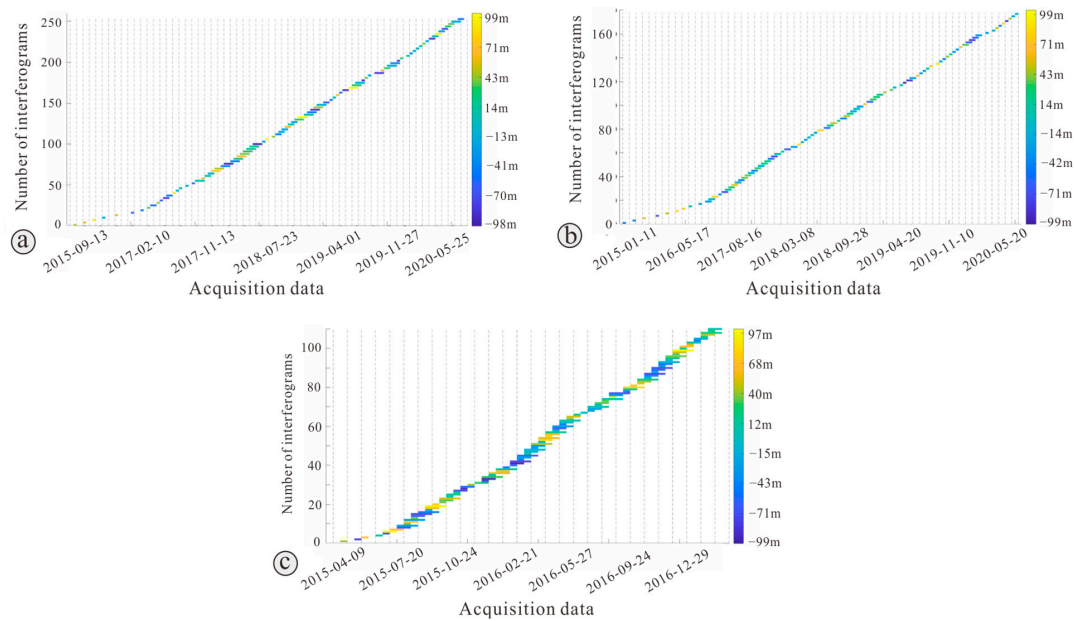 Number of interferograms
250
200
150
100
50
0
2015-09-13
2017-02-10
2017-11-13
2018-07-23
2019-04-01
2019-11-27
2020-05-25
Acquisition data
99m
71m
43m
14m
−13m
−41m
−70m
−98m
a
Number of interferograms
160
120
80
40
0
2015-01-11
2016-05-17
2017-08-16
2018-03-08
2018-09-28
2019-04-20
2019-11-10
2020-05-20
Acquisition data
99m
71m
43m
14m
−14m
−42m
−71m
−99m
b
Number of interferograms
100
80
60
40
20
0
2015-04-09
2015-07-20
2015-10-24
2016-02-21
2016-05-27
2016-09-24
2016-12-29
Acquisition data
97m
68m
40m
12m
−15m
−43m
−71m
−99m
c